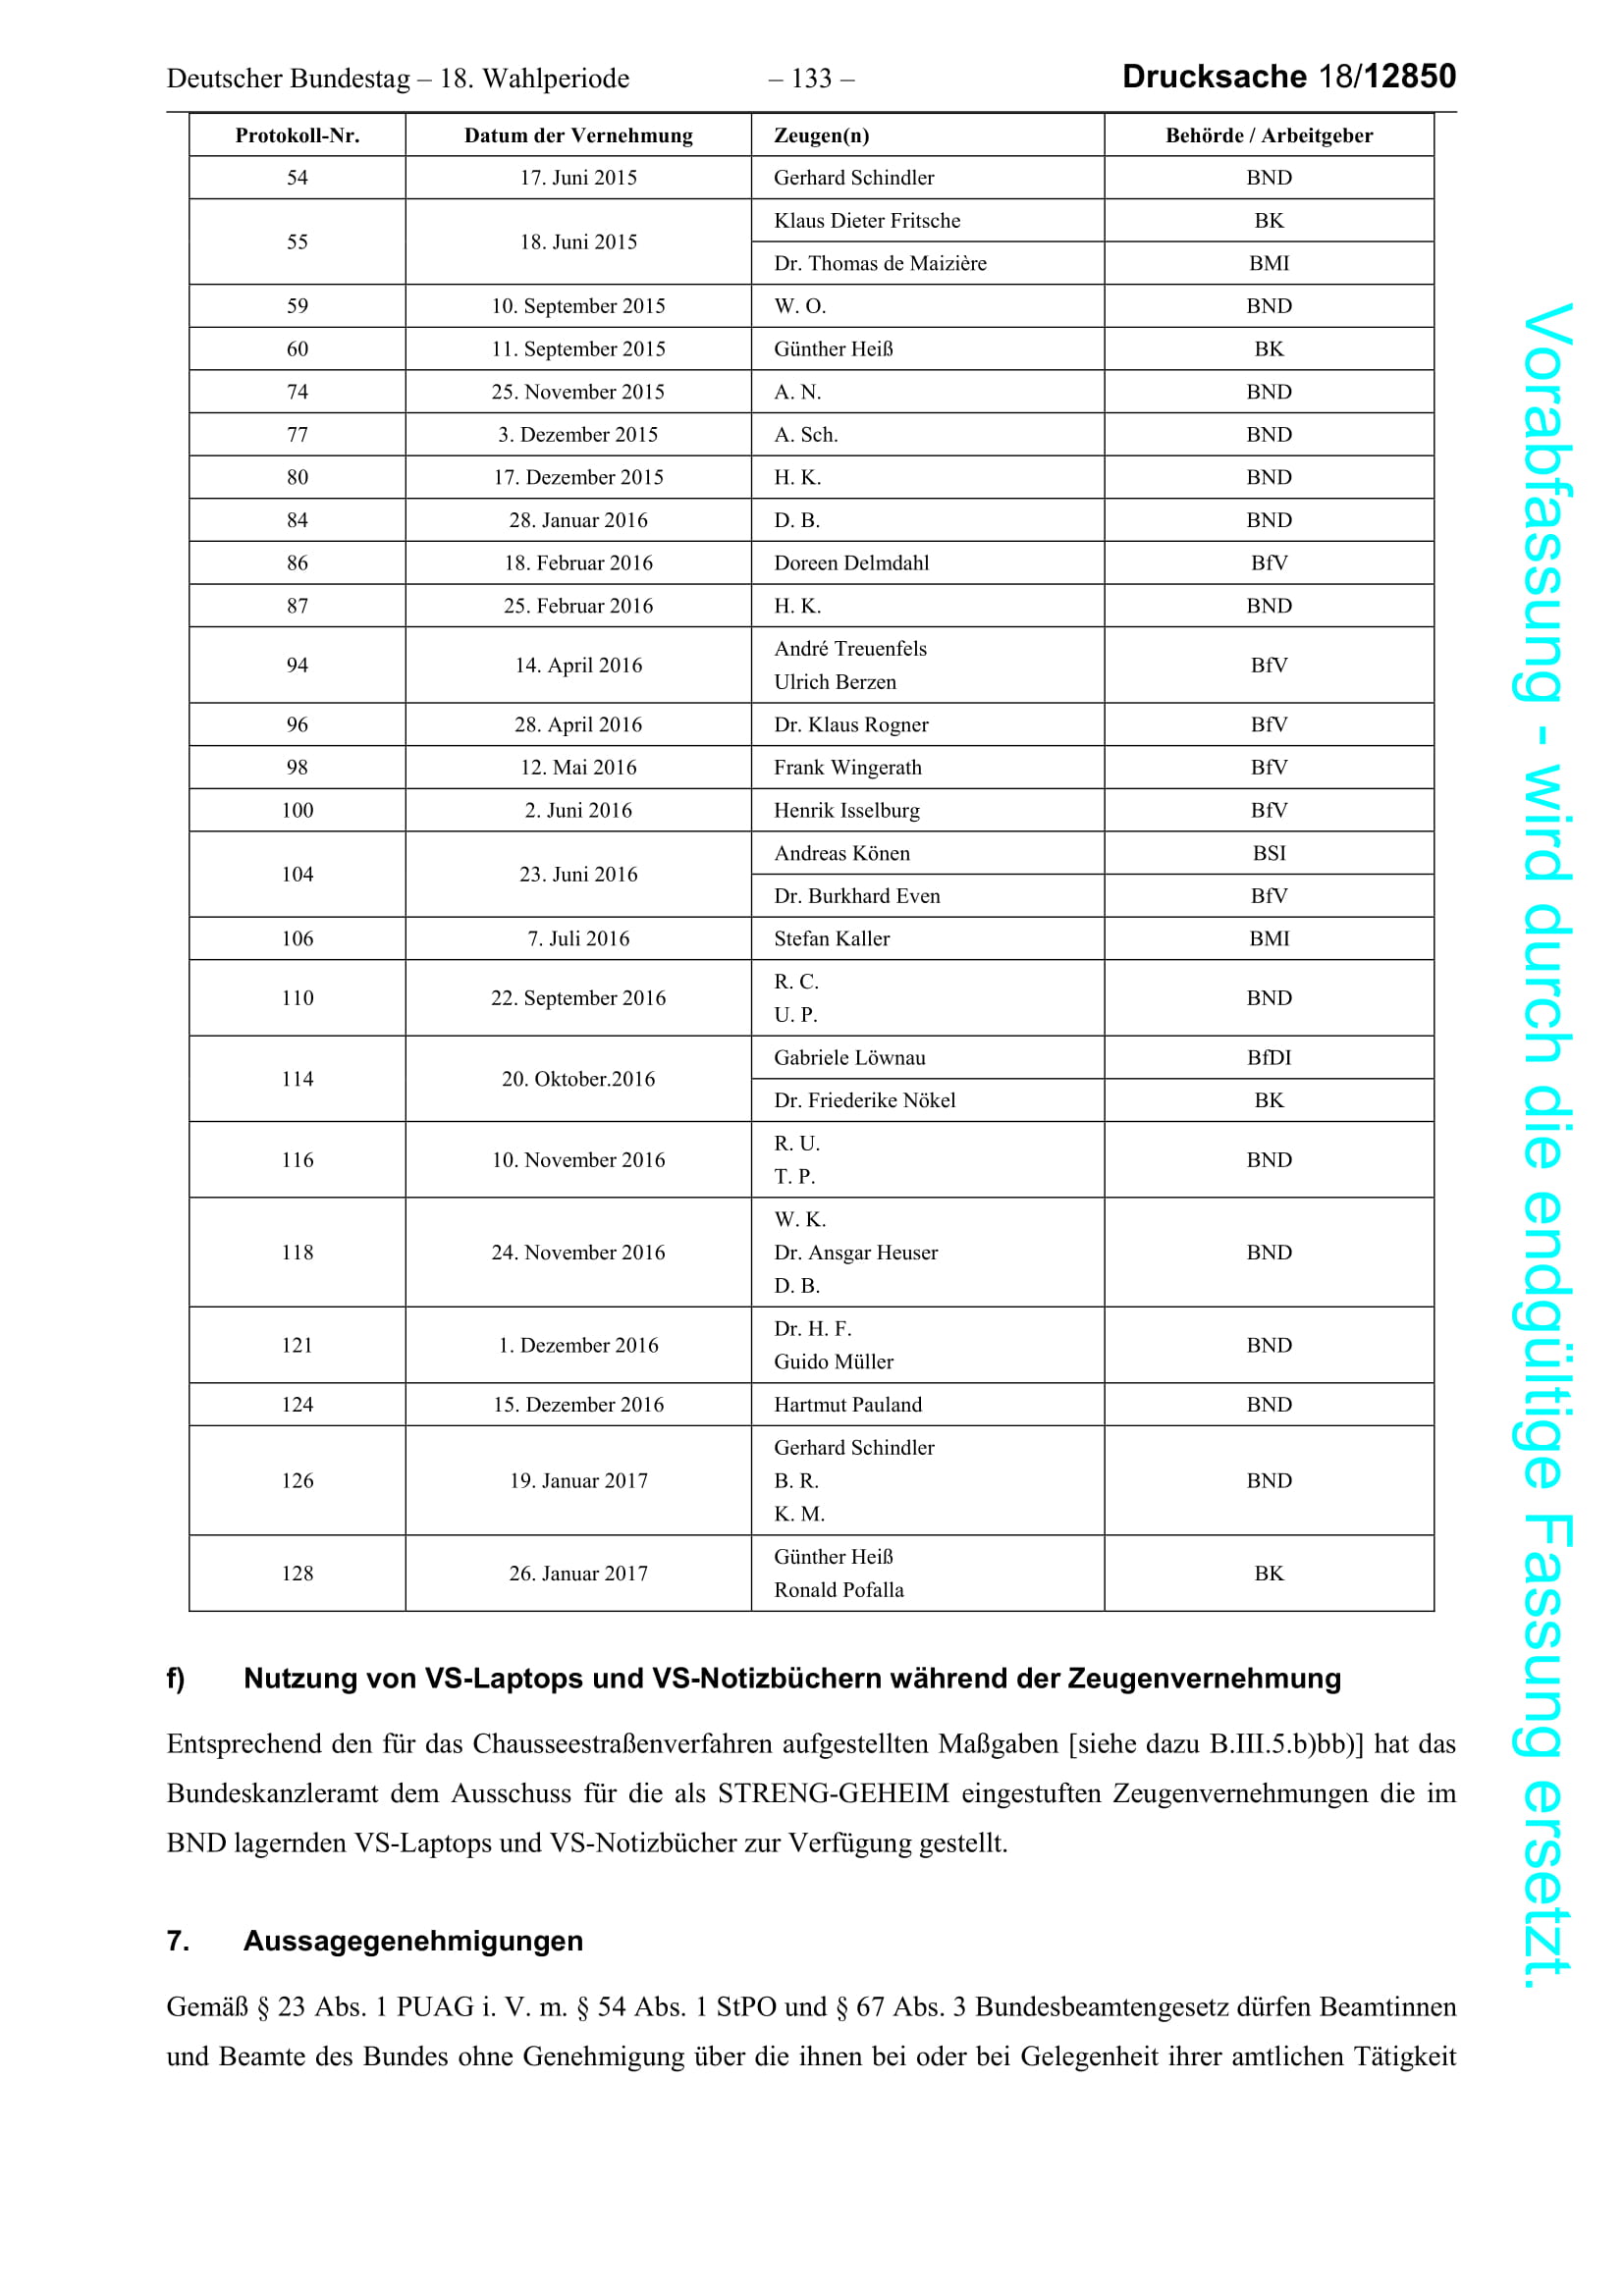 Deutscher Bundestag – 18. Wahlperiode – 133 – Drucksache 18/12850
Protokoll-Nr. Datum der Vernehmung Zeugen(n) Behörde / Arbeitgeber
54 17. Juni 2015 Gerhard Schindler BND
55 18. Juni 2015 Klaus Dieter Fritsche BK
Dr. Thomas de Maizière BMI
59 10. September 2015 W. O. BND
60 11. September 2015 Günther Heiß BK
74 25. November 2015 A. N. BND
77 3. Dezember 2015 A. Sch. BND
80 17. Dezember 2015 H. K. BND
84 28. Januar 2016 D. B. BND
86 18. Februar 2016 Doreen Delmdahl BfV
87 25. Februar 2016 H. K. BND
94 14. April 2016 André Treuenfels BfV
Ulrich Berzen
96 28. April 2016 Dr. Klaus Rogner BfV
98 12. Mai 2016 Frank Wingerath BfV
100 2. Juni 2016 Henrik Isselburg BfV
104 23. Juni 2016 Andreas Könen BSI
Dr. Burkhard Even BfV
106 7. Juli 2016 Stefan Kaller BMI
110 22. September 2016 R. C. BND
U. P.
114 20. Oktober.2016 Gabriele Löwnau BfDI
Dr. Friederike Nökel BK
116 10. November 2016 R. U. BND
T. P.
118 24. November 2016 W. K. BND
Dr. Ansgar Heuser
D. B.
121 1. Dezember 2016 Dr. H. F. BND
Guido Müller
124 15. Dezember 2016 Hartmut Pauland BND
126 19. Januar 2017 Gerhard Schindler BND
B. R.
K. M.
128 26. Januar 2017 Günther Heiß BK
Ronald Pofalla
f) Nutzung von VS-Laptops und VS-Notizbüchern während der Zeugenvernehmung
Entsprechend den für das Chausseestraßenverfahren aufgestellten Maßgaben [siehe dazu B.III.5.b)bb)] hat das
Bundeskanzleramt dem Ausschuss für die als STRENG-GEHEIM eingestuften Zeugenvernehmungen die im
BND lagernden VS-Laptops und VS-Notizbücher zur Verfügung gestellt.
7. Aussagegenehmigungen
Gemäß § 23 Abs. 1 PUAG i. V. m. § 54 Abs. 1 StPO und § 67 Abs. 3 Bundesbeamtengesetz dürfen Beamtinnen
und Beamte des Bundes ohne Genehmigung über die ihnen bei oder bei Gelegenheit ihrer amtlichen Tätigkeit
Vorabfassung - wird durch die endgültige Fassung ersetzt.